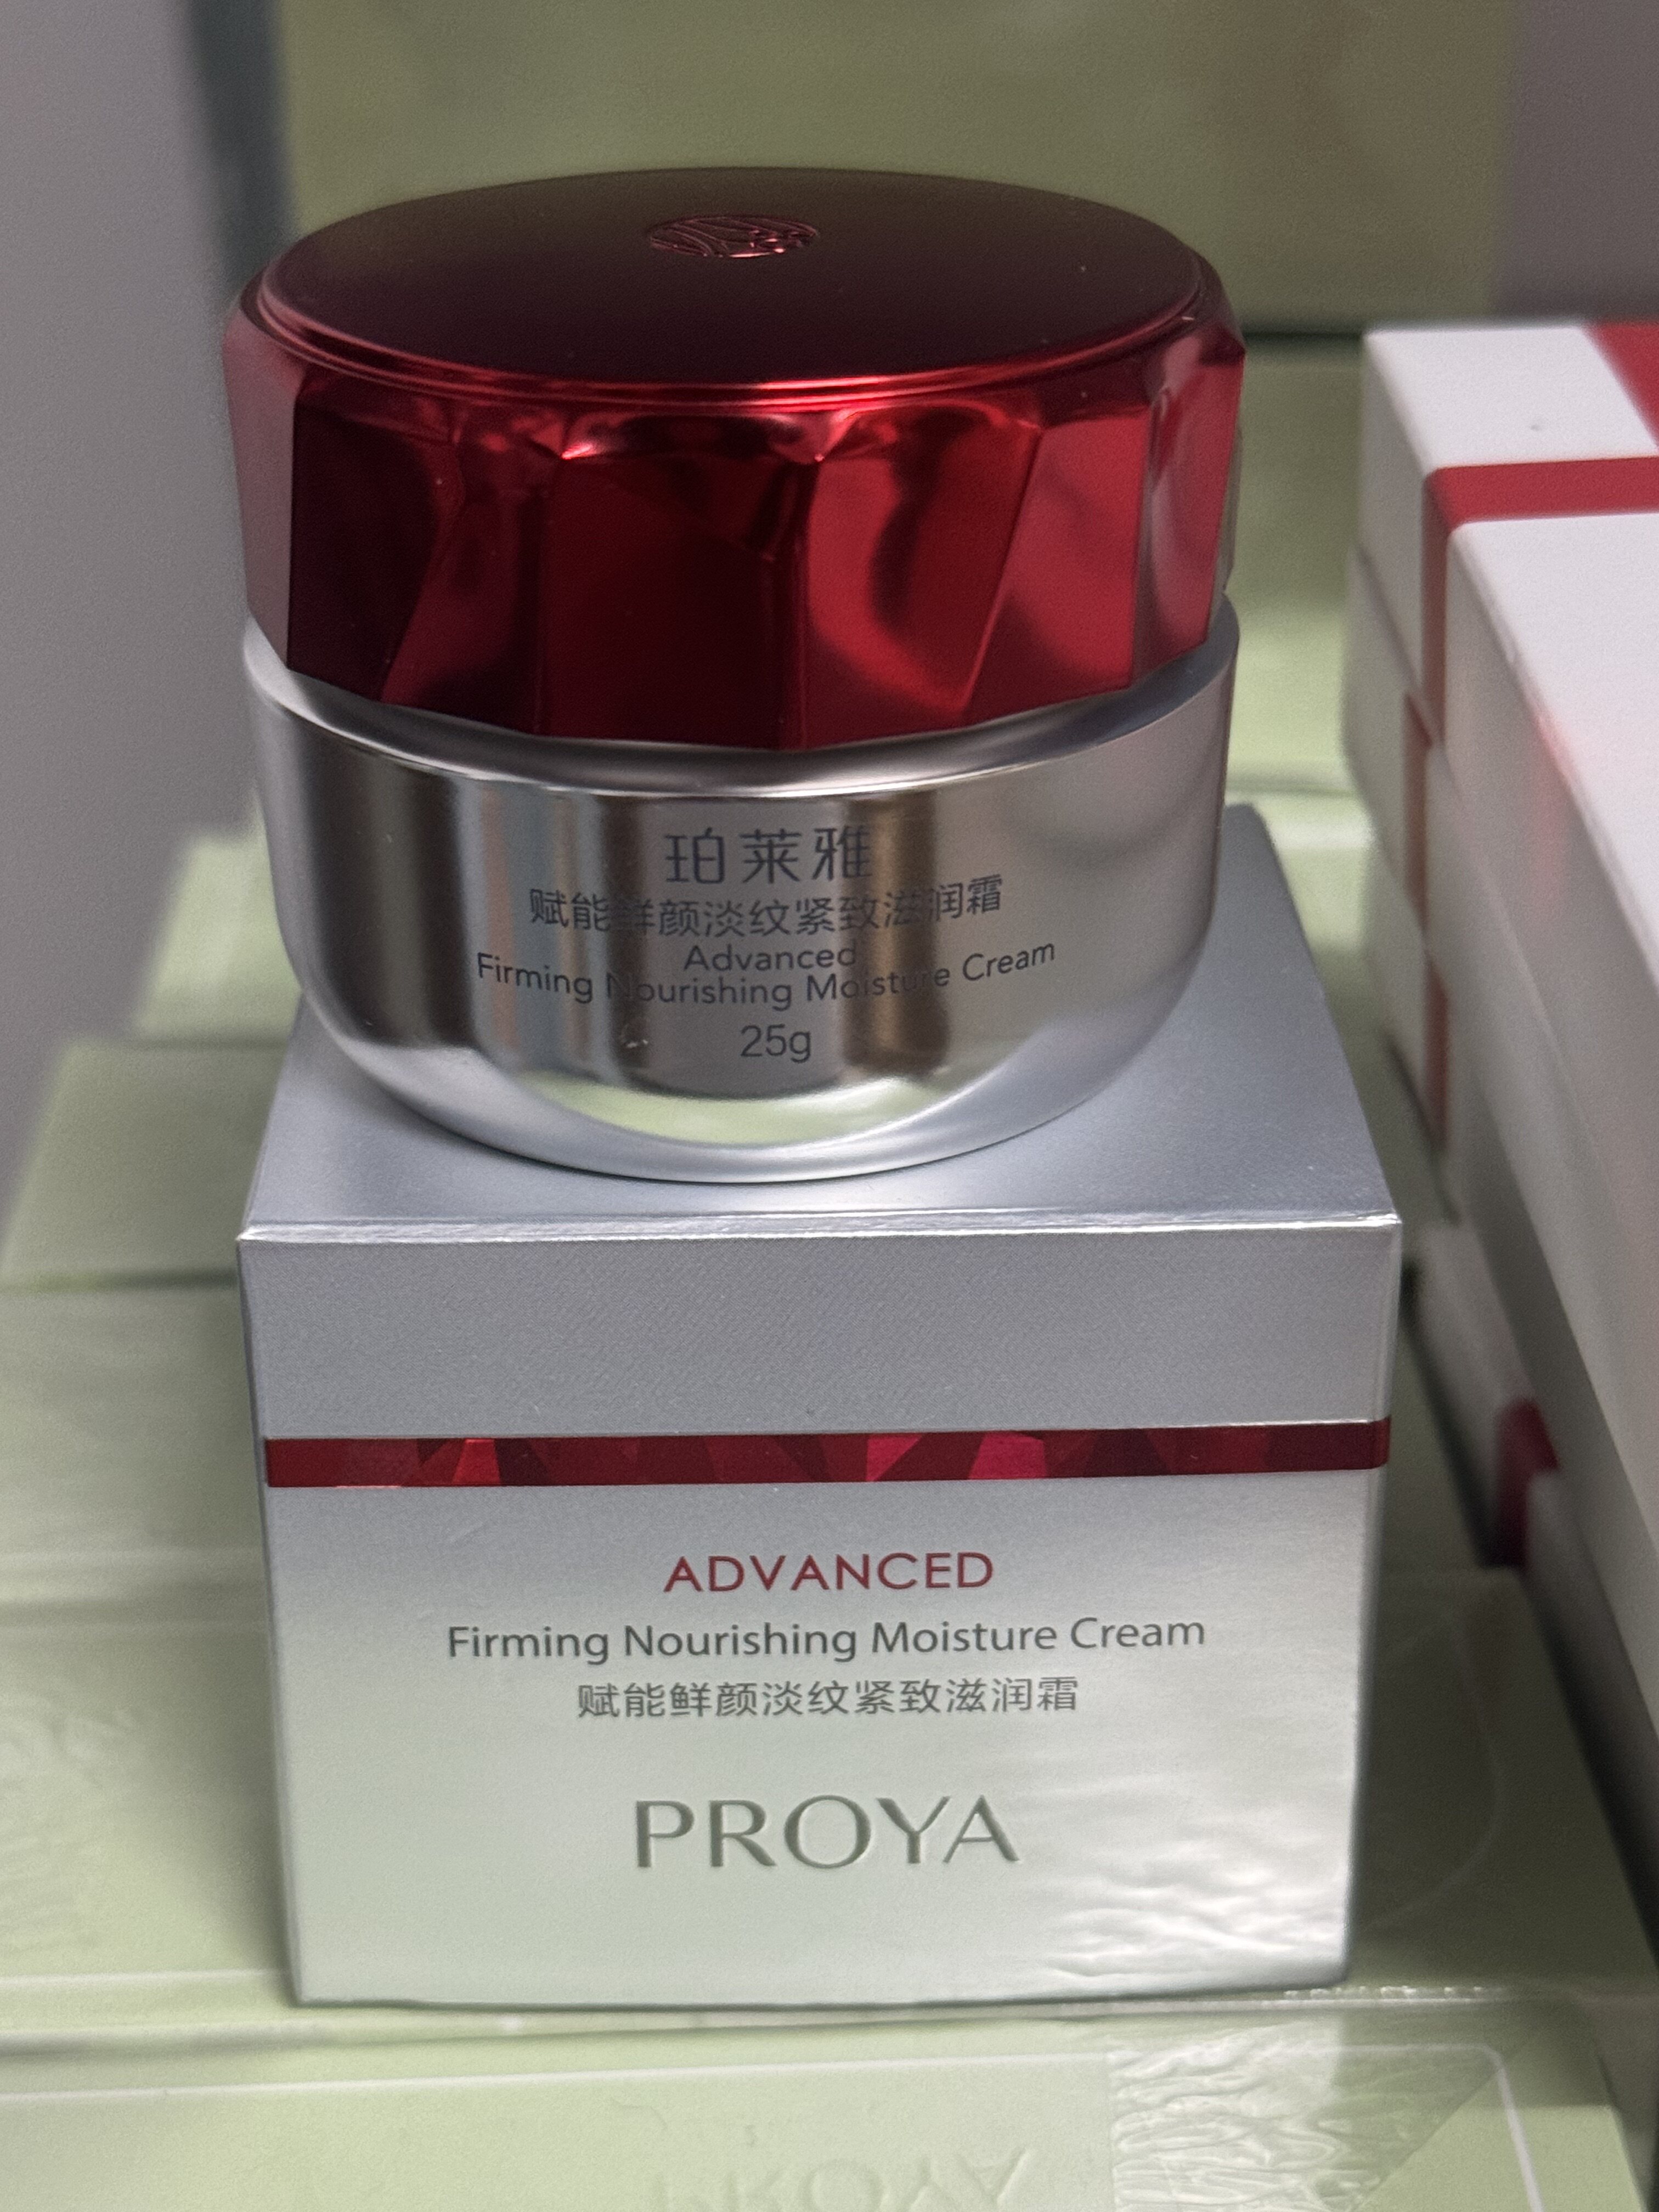 珀莱雅
赋能鲜颜淡纹紧致滋润霜
Advanced
Firming Nourishing Moisture Cream
25g
ADVANCED
Firming Nourishing Moisture Cream
赋能鲜颜淡纹紧致滋润霜
PROYA
PROYA